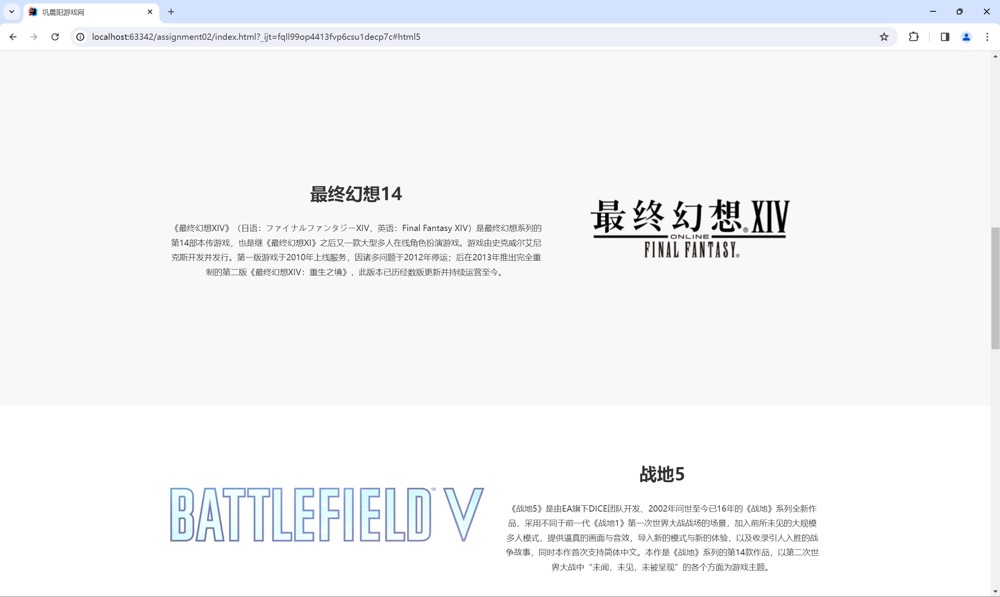 巩晨阳游戏网
localhost:63342/assignment02/index.html?_ijt=fqll99op4413fvp6csu1decp7c#html5
最终幻想14
《最终幻想XIV》（日语：ファイナルファンタジーXIV，英语：Final Fantasy XIV）是最终幻想系列的
第14部本传游戏，也是继《最终幻想XI》之后又一款大型多人在线角色扮演游戏。游戏由史克威尔艾尼
克斯开发并发行。第一版游戏于2010年上线服务，因诸多问题于2012年停运；后在2013年推出完全重
制的第二版《最终幻想XIV：重生之境》，此版本已历经数版更新并持续运营至今。
最终幻想®XIV
ONLINE
FINAL FANTASY®
BATTLEFIELD™ V
战地5
《战地5》是由EA旗下DICE团队开发、2002年问世至今已16年的《战地》系列全新作
品，采用不同于前一代《战地1》第一次世界大战战场的场景，加入前所未见的大规模
多人模式，提供逼真的画面与音效，导入新的模式与新的体验，以及收录引人入胜的战
争故事，同时本作首次支持简体中文。本作是《战地》系列的第14款作品，以第二次世
界大战中“未闻，未见，未被呈现”的各个方面为游戏主题。